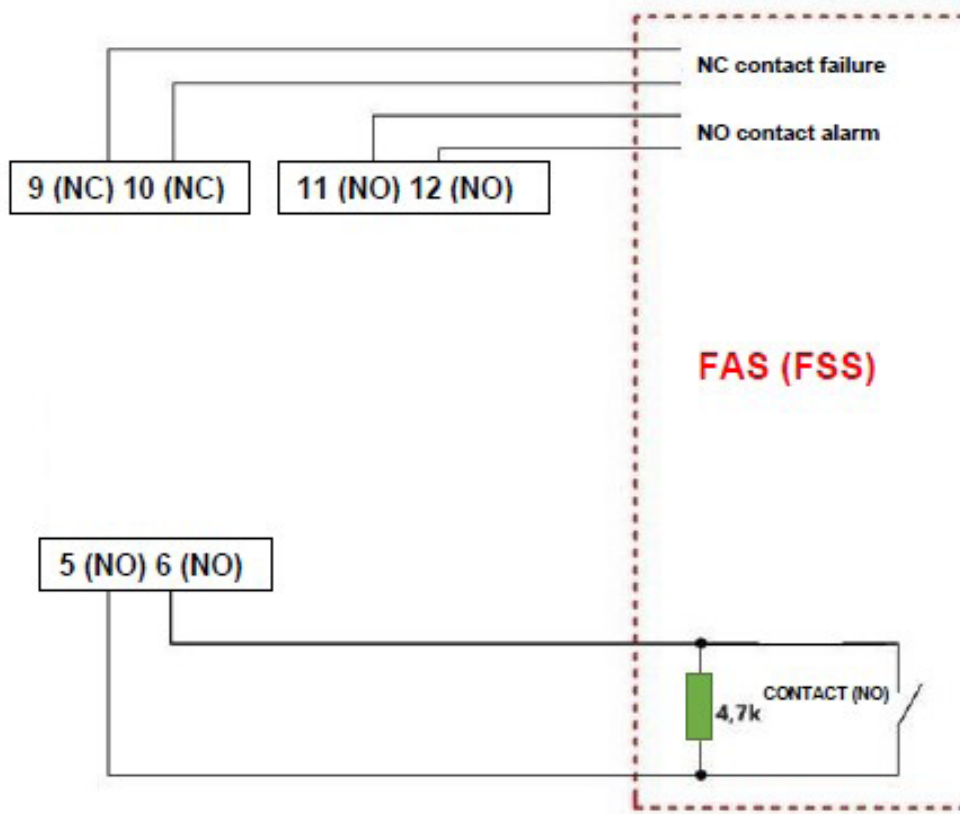 NC contact failure
NO contact alarm
9 (NC) 10 (NC)
11 (NO) 12 (NO)
FAS (FSS)
5 (NO) 6 (NO)
CONTACT (NO)
4,7k